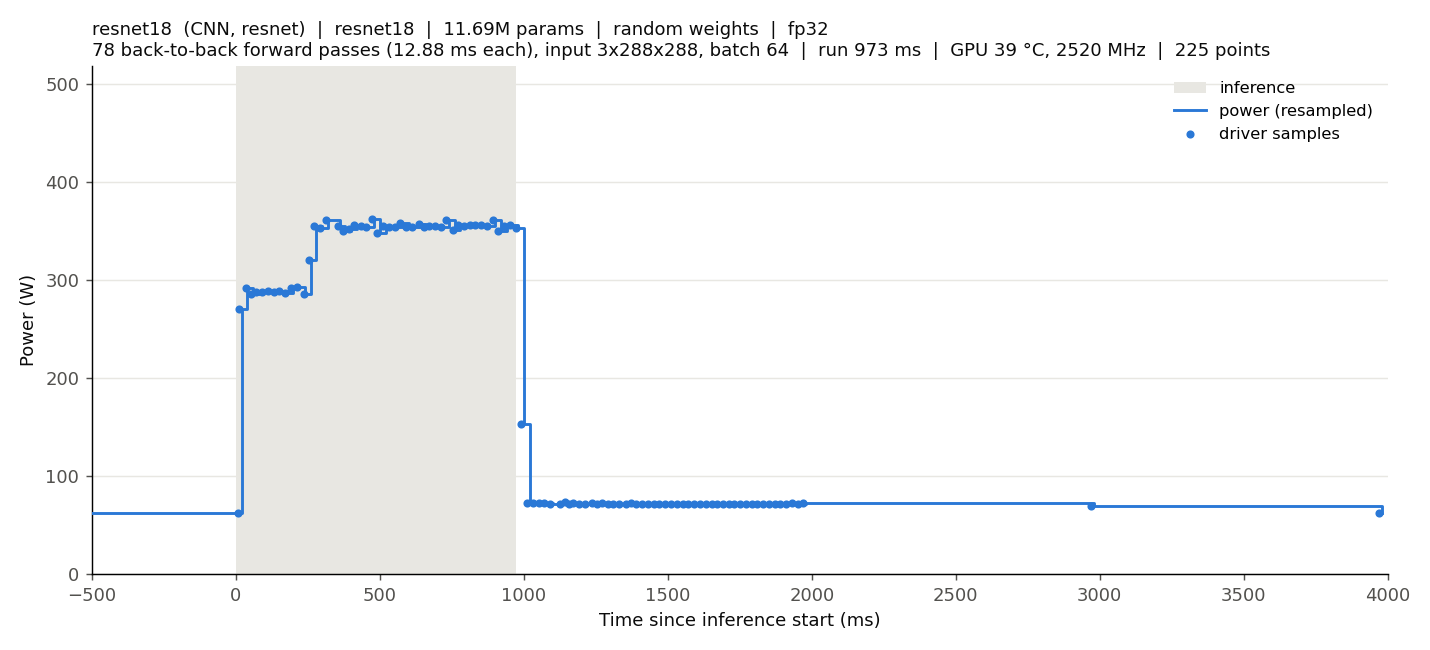 resnet18  (CNN, resnet)  |  resnet18  |  11.69M params  |  random weights  |  fp32
78 back-to-back forward passes (12.88 ms each), input 3x288x288, batch 64  |  run 973 ms  |  GPU 39 °C, 2520 MHz  |  225 points
inference
power (resampled)
driver samples
500
400
300
200
100
0
Power (W)
−500
0
500
1000
1500
2000
2500
3000
3500
4000
Time since inference start (ms)